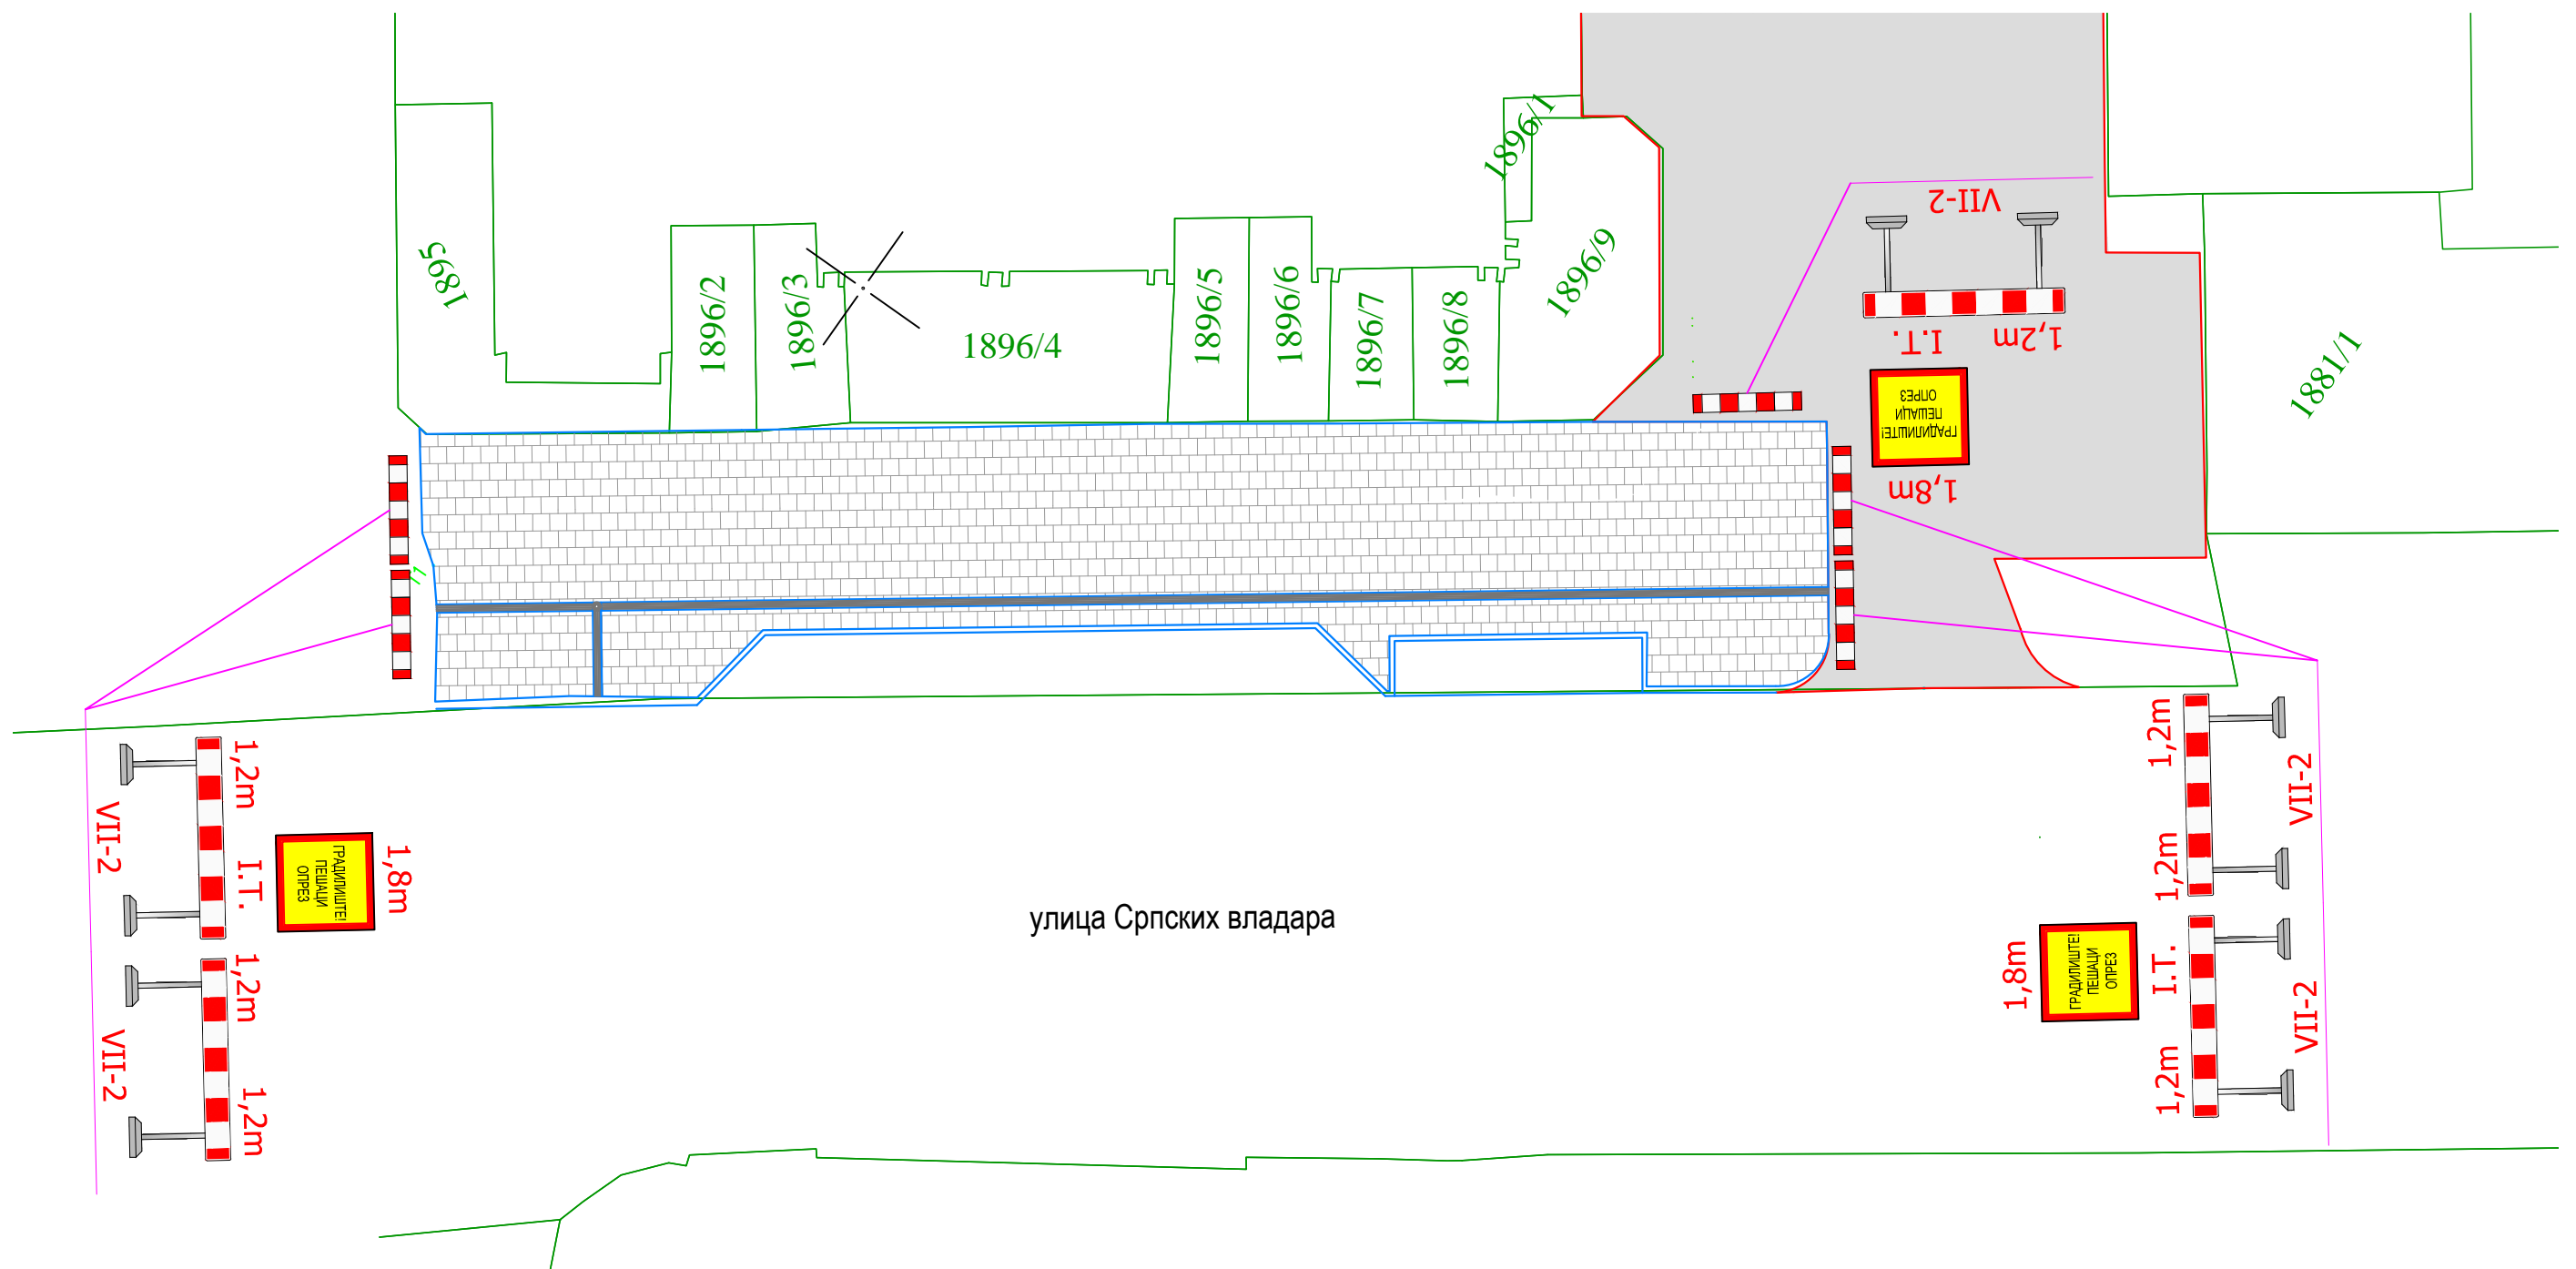 1895
1896/2
1896/3
1896/4
1896/5
1896/6
1896/7
1896/8
1896/1
1896/9
1881/1
VII-2
I.T.
1,2m
ГРАДИЛИШТЕ!
ПЕШАЦИ
ОПРЕЗ
1,8m
/1
1,2m
VII-2
I.T.
ГРАДИЛИШТЕ!
ПЕШАЦИ
ОПРЕЗ
1,8m
1,2m
VII-2
1,2m
улица Српских владара
1,2m
VII-2
1,2m
1,8m
ГРАДИЛИШТЕ!
ПЕШАЦИ
ОПРЕЗ
I.T.
VII-2
1,2m